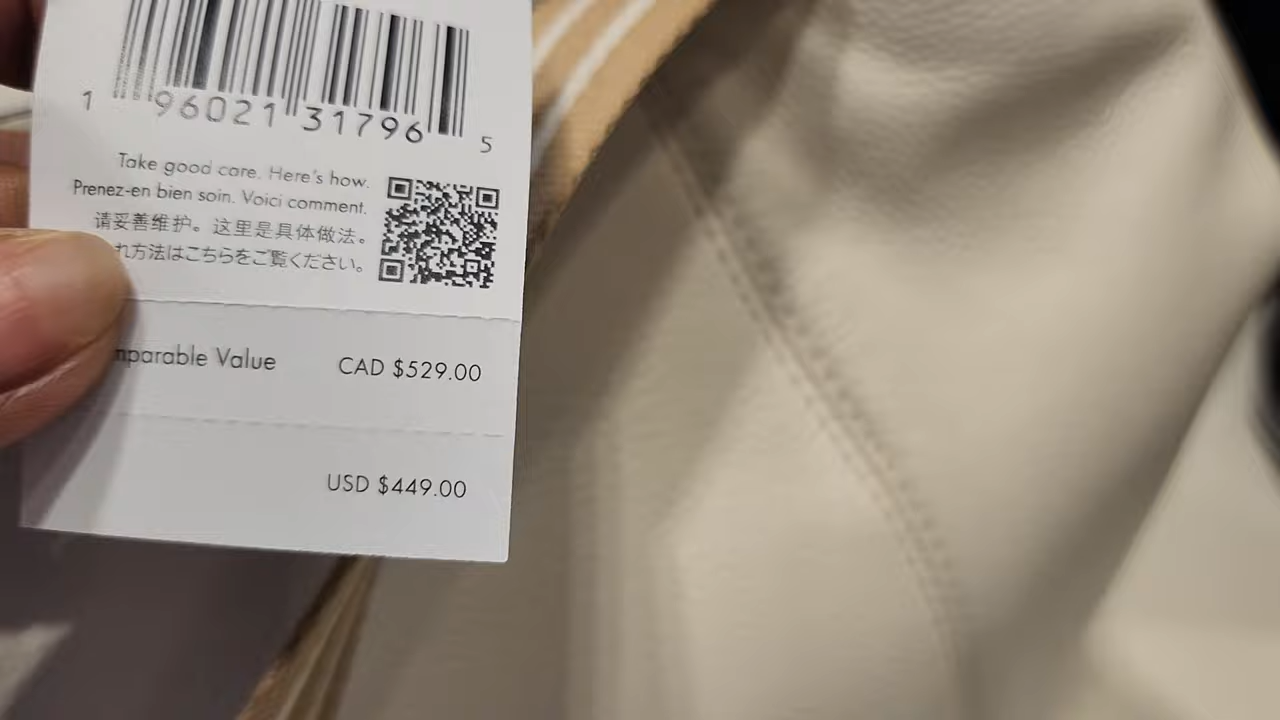 1 96021 31796 5
Take good care. Here's how.
Prenez-en bien soin. Voici comment.
请妥善维护。这里是具体做法。
れ方法はこちらをご覧ください。
Value CAD $529.00
USD $449.00